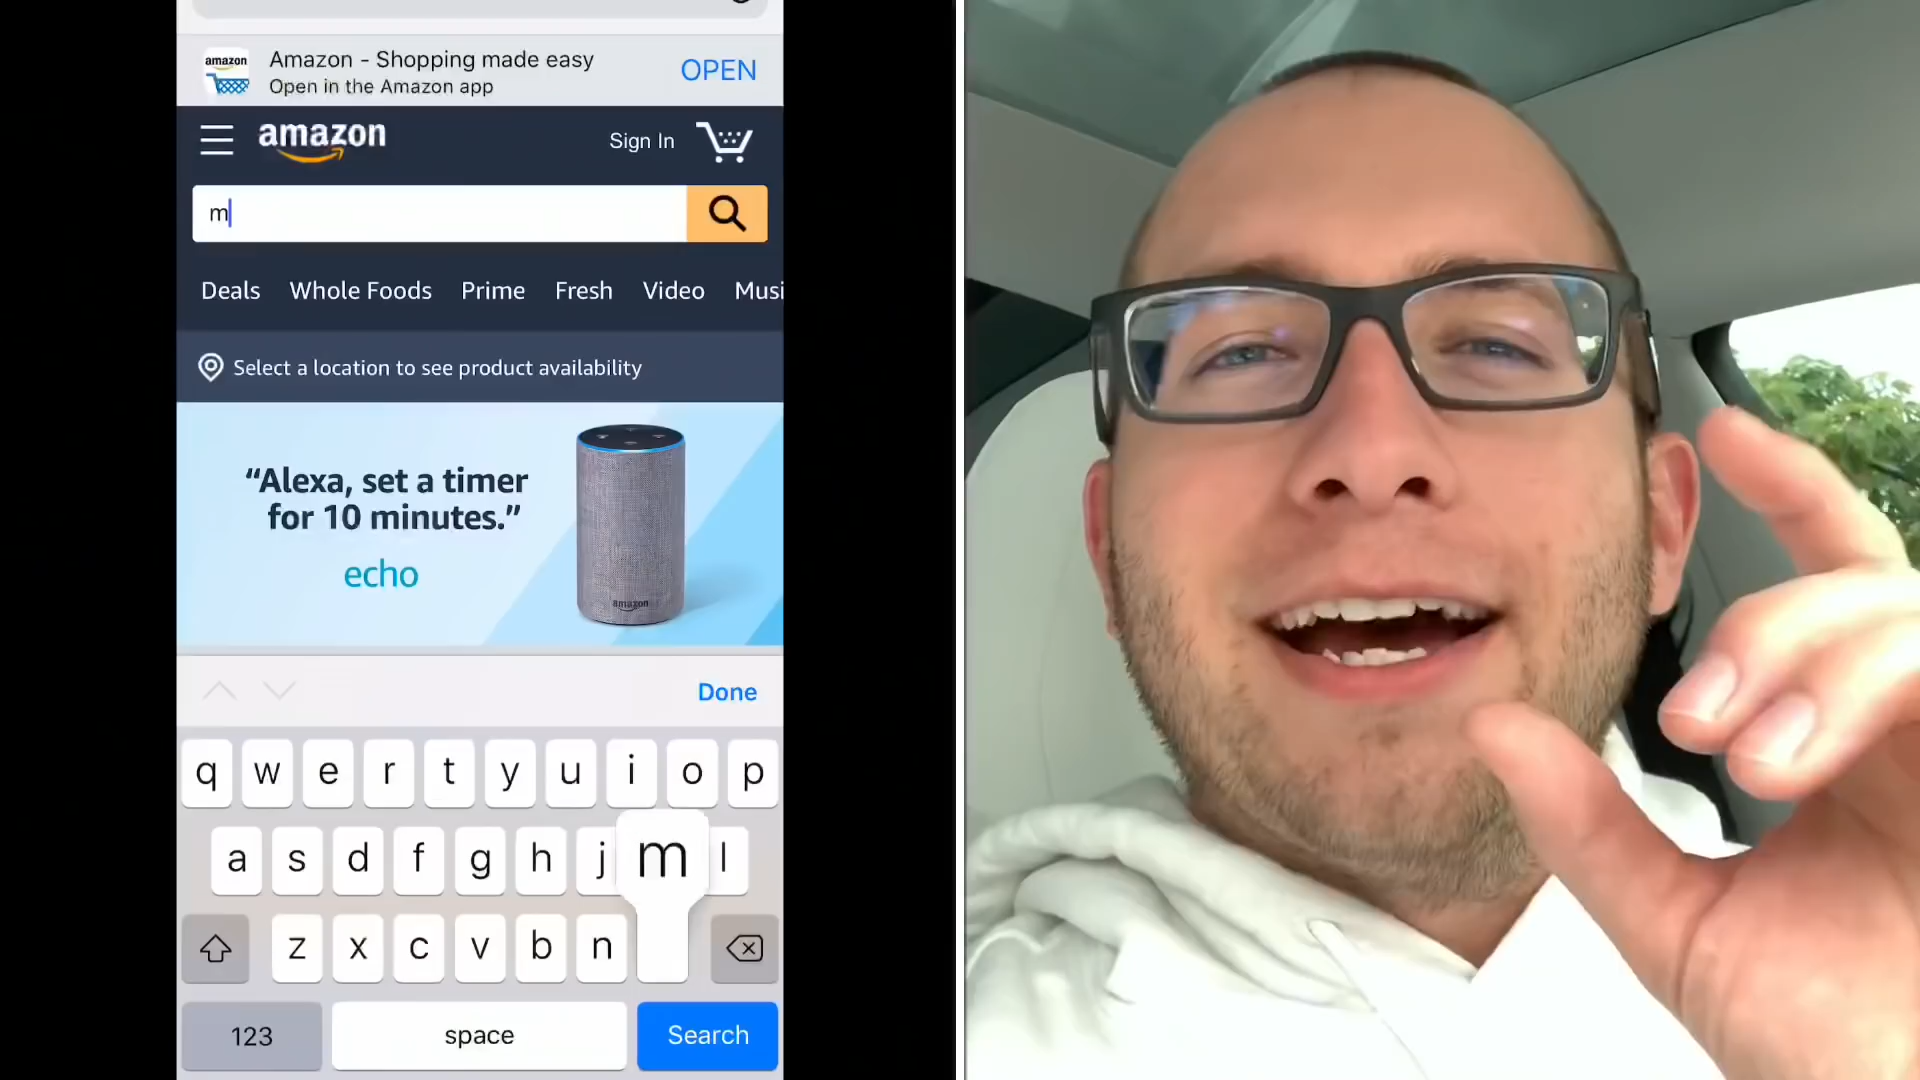 amazon
Amazon - Shopping made easy
Open in the Amazon app
OPEN
amazon
Sign In
m
Deals Whole Foods Prime Fresh Video Musi
Select a location to see product availability
“Alexa, set a timer
for 10 minutes.”
echo
amazon
Done
q w e r t y u i o p
a s d f g h j m l
z x c v b n
123 space Search